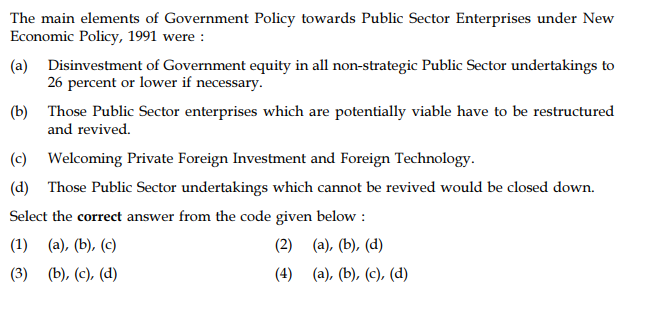 The main elements of Government Policy towards Public Sector Enterprises under New
Economic Policy, 1991 were :
(a) Disinvestment of Government equity in all non-strategic Public Sector undertakings to
26 percent or lower if necessary.
(b) Those Public Sector enterprises which are potentially viable have to be restructured
and revived.
(c) Welcoming Private Foreign Investment and Foreign Technology.
(d) Those Public Sector undertakings which cannot be revived would be closed down.
Select the correct answer from the code given below :
(1) (a), (b), (c) (2) (a), (b), (d)
(3) (b), (c), (d) (4) (a), (b), (c), (d)